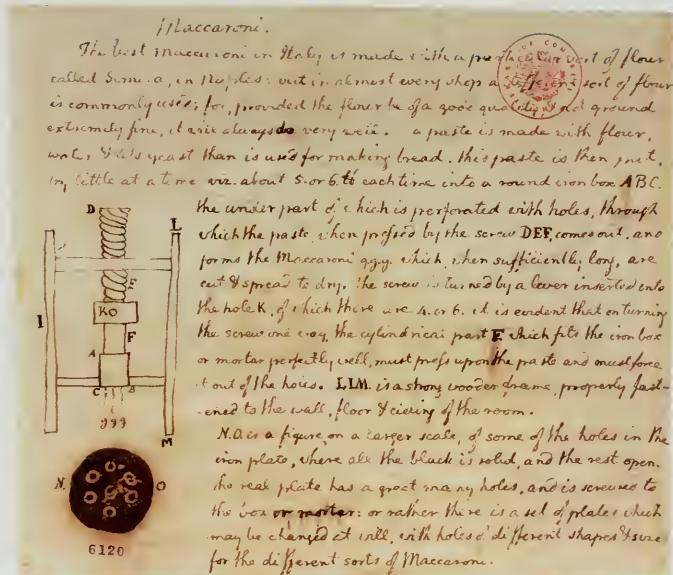 Maccaroni.
The best maccaroni in Italy is made with a particular sort of flour
called Semola, in Naples: but in almost every shop a different sort of flour
is commonly used; for, provided the flour be of a good quality, & not ground
extremely fine, it will always do very well. a paste is made with flour,
water & less yeast than is used for making bread. this paste is then put,
by little at a time viz. about 5. or 6. ℔ each time into a round iron box ABC.
the under part of which is perforated with holes, through
which the paste, when pressed by the screw DEF, comes out, and
forms the Maccaroni g.g.g. which, when sufficiently long, are
cut & spread to dry. the screw is turned by a lever inserted into
the hole K, of which there are 4. or 6. it is evident that on turning
the screw one way, the cylindrical part F. which fits the iron box
or mortar perfectly well, must press upon the paste and must force
it out of the holes. LLM. is a strong wooden frame, properly fast-
ened to the wall, floor & cieling of the room.
N.O. is a figure, on a larger scale, of some of the holes in the
iron plate, where all the black is solid, and the rest open.
the real plate has a great many holes, and is screwed to
the box or mortar: or rather there is a set of plates which
may be changed at will, with holes of different shapes & sizes
for the different sorts of Maccaroni.
D
L
I
E
K
F
A
C
B
ggg
M
N.
O
6120